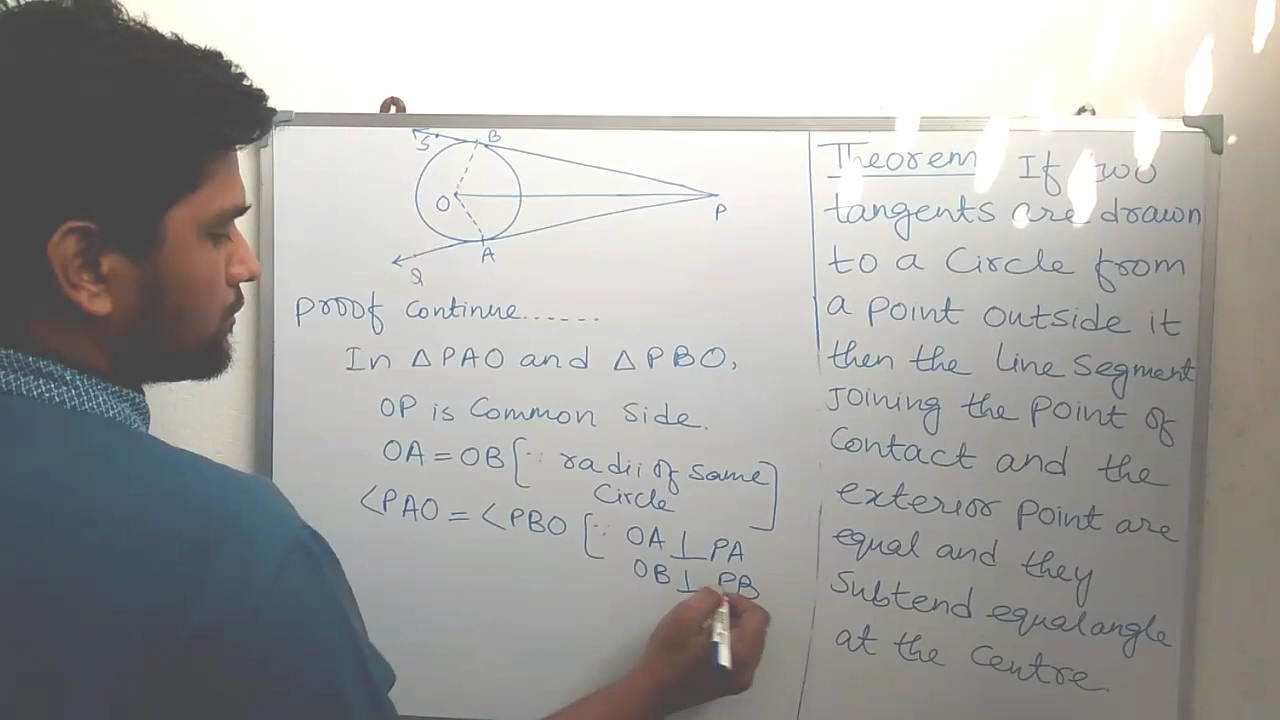 S B
O
P
A
Q
Proof continue......
In △PAO and △PBO,
OP is Common Side.
OA = OB [∵ radii of Same
Circle]
<PAO = <PBO [∵ OA ⊥ PA
OB ⊥ PB
Theorem If two
tangents are drawn
to a Circle from
a point outside it
then the line Segment
Joining the Point of
Contact and the
exterior Point are
equal and they
Subtend equal angle
at the Centre.